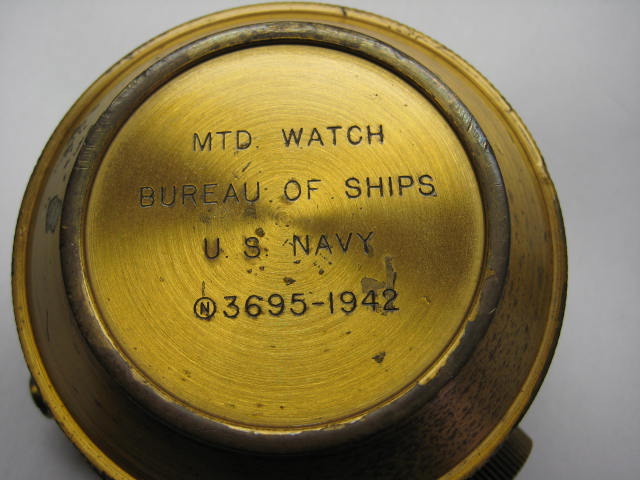 MTD. WATCH
BUREAU OF SHIPS
U. S. NAVY
Ⓝ3695-1942